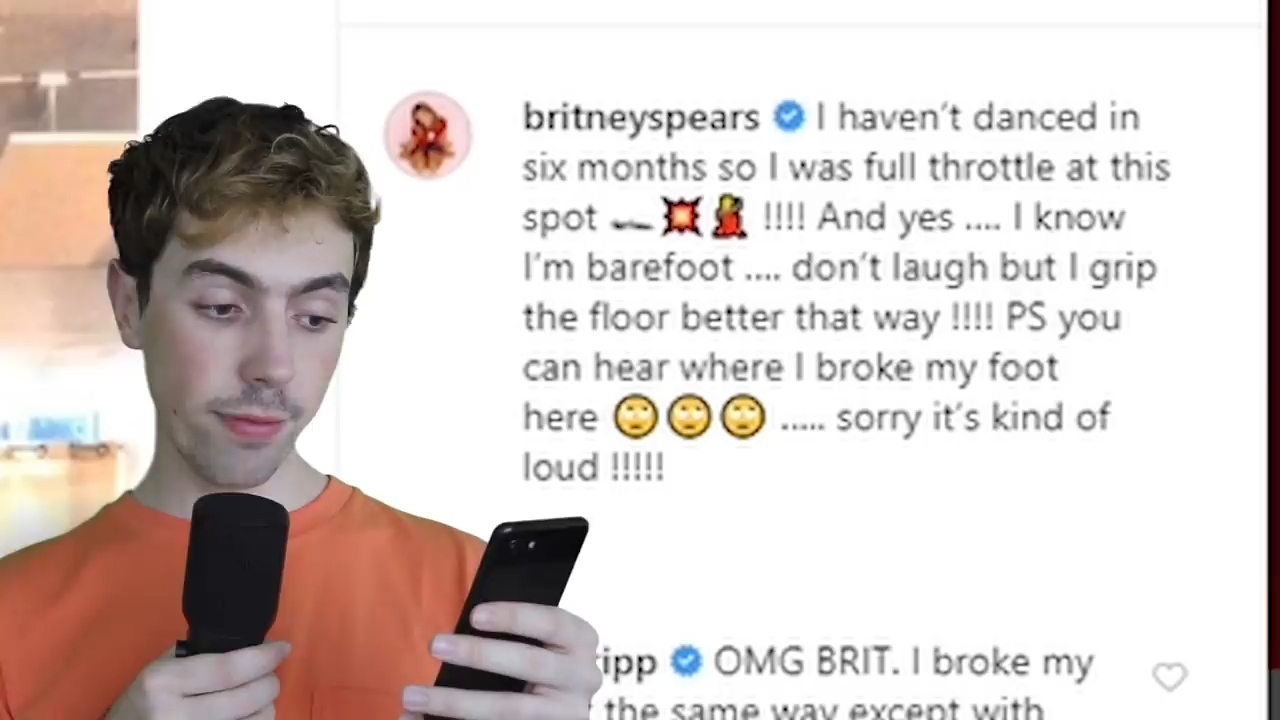 britneyspears I haven't danced in
six months so I was full throttle at this
spot 💥💃 !!!! And yes .... I know
I'm barefoot .... don't laugh but I grip
the floor better that way !!!! PS you
can hear where I broke my foot
here 🙄🙄🙄 ..... sorry it's kind of
loud !!!!!
OMG BRIT. I broke my
the same way except with